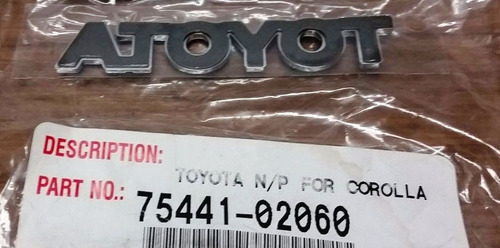 ATOYOT
DESCRIPTION: TOYOTA N/P FOR COROLLA
PART NO.: 75441-02060